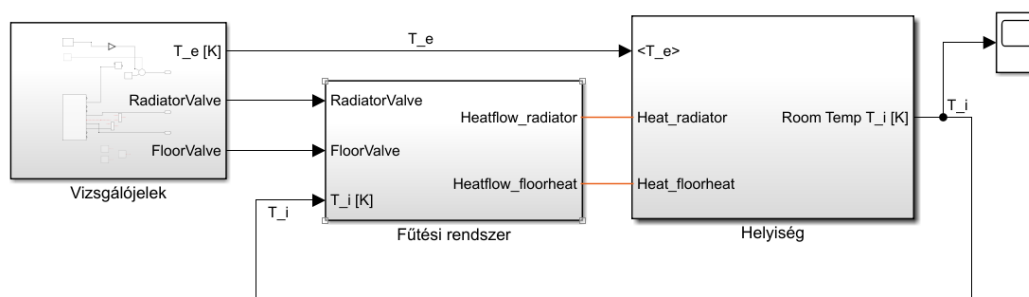 T_e [K]
RadiatorValve
FloorValve
Vizsgálójelek
T_e
RadiatorValve
FloorValve
T_i [K]
Heatflow_radiator
Heatflow_floorheat
Fűtési rendszer
T_i
<T_e>
Heat_radiator
Heat_floorheat
Room Temp T_i [K]
Helyiség
T_i